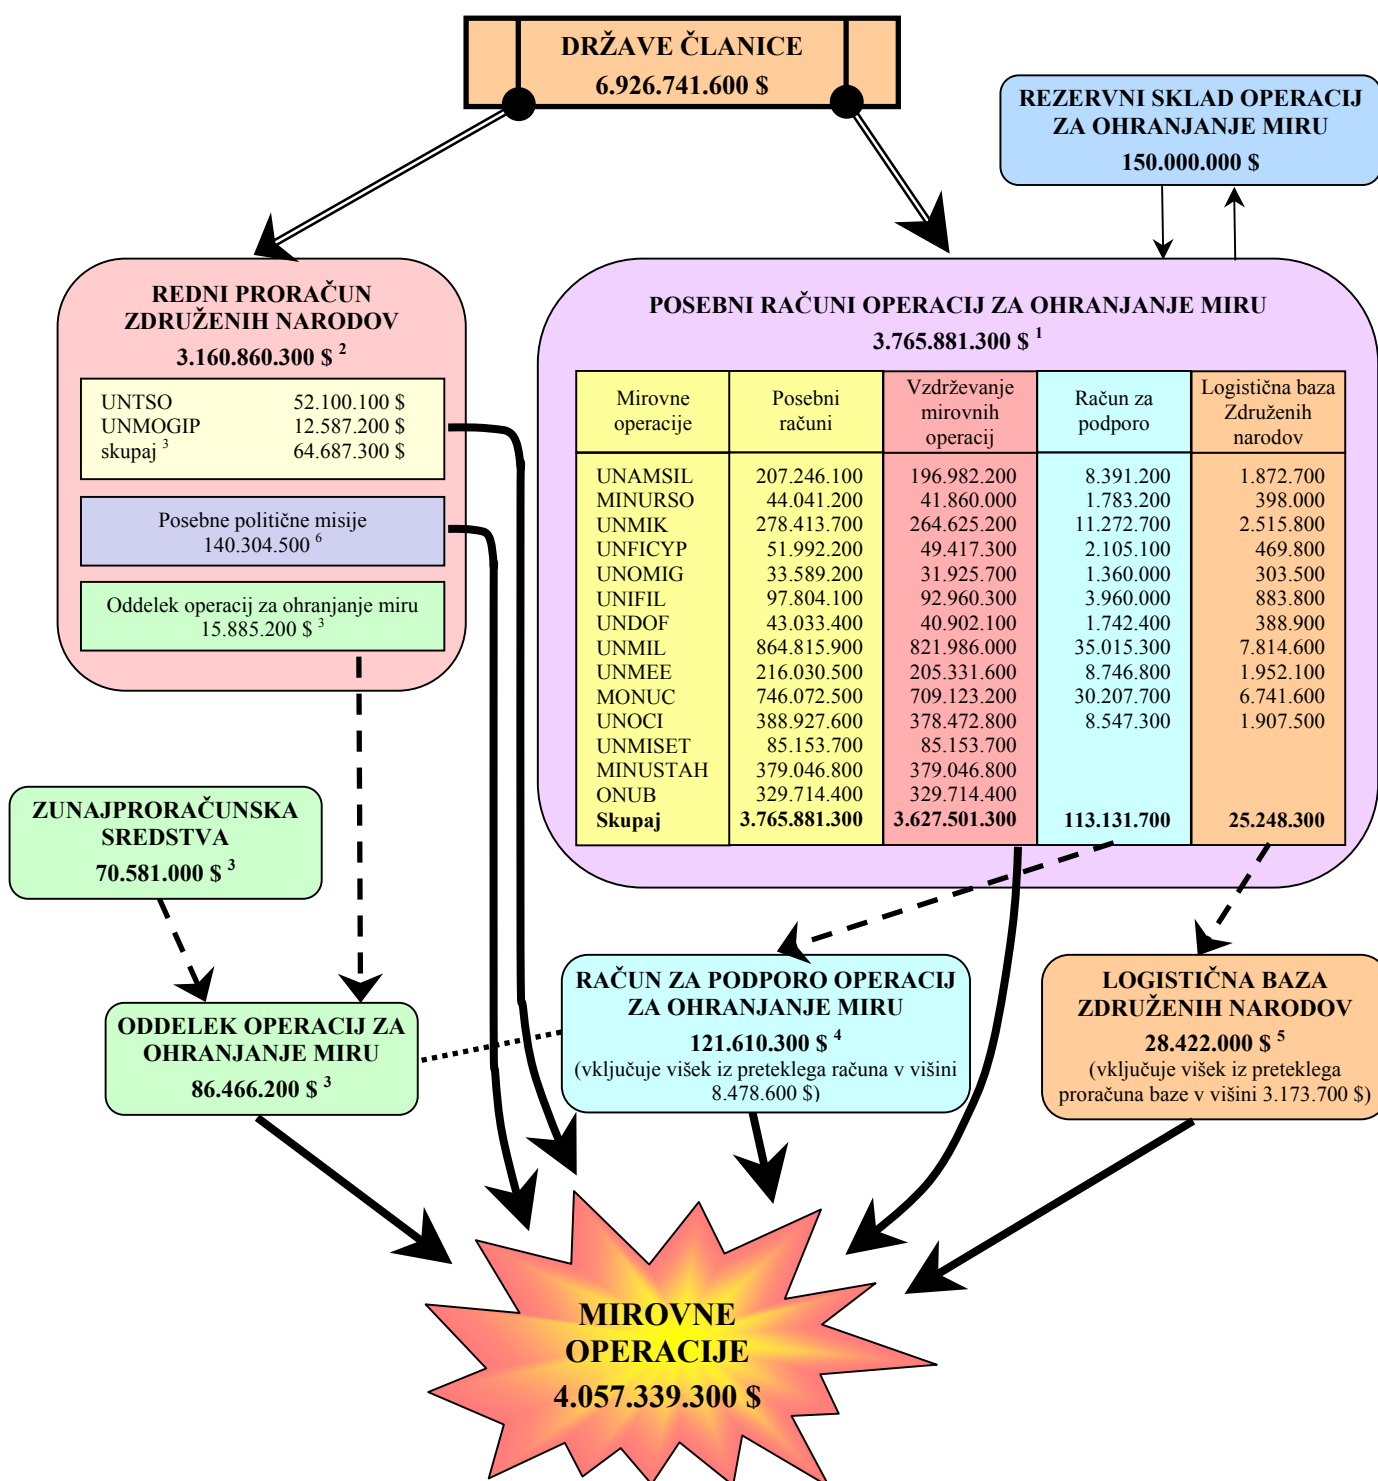 DRŽAVE ČLANICE
6.926.741.600 $
REZERVNI SKLAD OPERACIJ
ZA OHRANJANJE MIRU
150.000.000 $
REDNI PRORAČUN
ZDRUŽENIH NARODOV
3.160.860.300 $ 2
UNTSO 52.100.100 $
UNMOGIP 12.587.200 $
skupaj 3 64.687.300 $
Posebne politične misije
140.304.500 6
Oddelek operacij za ohranjanje miru
15.885.200 $ 3
POSEBNI RAČUNI OPERACIJ ZA OHRANJANJE MIRU
3.765.881.300 $ 1
Mirovne
operacije
Posebni
računi
Vzdrževanje
mirovnih
operacij
Račun za
podporo
Logistična baza
Združenih
narodov
UNAMSIL 207.246.100 196.982.200 8.391.200 1.872.700
MINURSO 44.041.200 41.860.000 1.783.200 398.000
UNMIK 278.413.700 264.625.200 11.272.700 2.515.800
UNFICYP 51.992.200 49.417.300 2.105.100 469.800
UNOMIG 33.589.200 31.925.700 1.360.000 303.500
UNIFIL 97.804.100 92.960.300 3.960.000 883.800
UNDOF 43.033.400 40.902.100 1.742.400 388.900
UNMIL 864.815.900 821.986.000 35.015.300 7.814.600
UNMEE 216.030.500 205.331.600 8.746.800 1.952.100
MONUC 746.072.500 709.123.200 30.207.700 6.741.600
UNOCI 388.927.600 378.472.800 8.547.300 1.907.500
UNMISET 85.153.700 85.153.700
MINUSTAH 379.046.800 379.046.800
ONUB 329.714.400 329.714.400
Skupaj 3.765.881.300 3.627.501.300 113.131.700 25.248.300
ZUNAJPRORAČUNSKA
SREDSTVA
70.581.000 $ 3
ODDELEK OPERACIJ ZA
OHRANJANJE MIRU
86.466.200 $ 3
RAČUN ZA PODPORO OPERACIJ
ZA OHRANJANJE MIRU
121.610.300 $ 4
(vključuje višek iz preteklega računa v višini
8.478.600 $)
LOGISTIČNA BAZA
ZDRUŽENIH NARODOV
28.422.000 $ 5
(vključuje višek iz preteklega
proračuna baze v višini 3.173.700 $)
MIROVNE
OPERACIJE
4.057.339.300 $